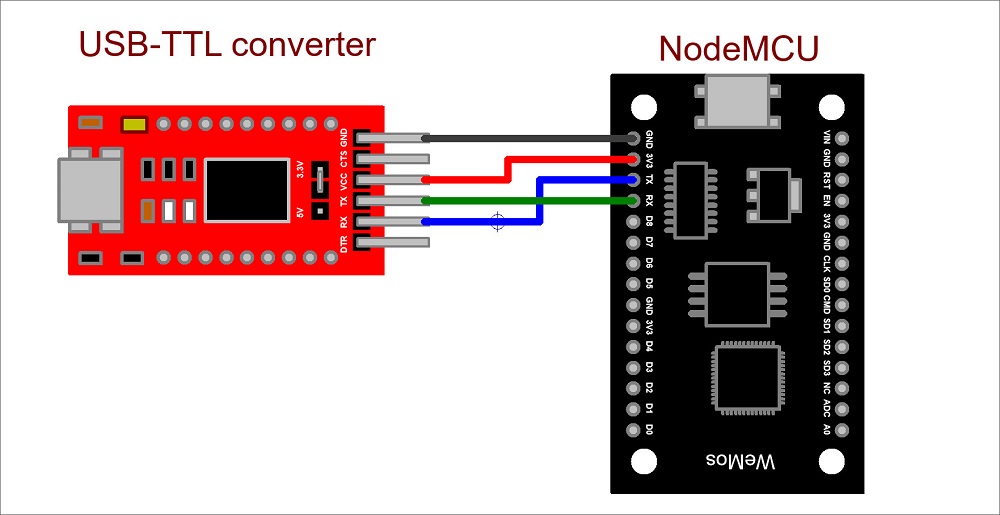 USB-TTL converter
NodeMCU
GND
CTS
VCC
TX
RX
DTR
3.3V
5V
GND
3V3
TX
RX
D8
D7
D6
D5
GND
3V3
D4
D3
D2
D1
D0
VIN
GND
RST
EN
3V3
GND
CLK
SD0
CMD
SD1
SD2
SD3
NC
ADC
A0
WeMos